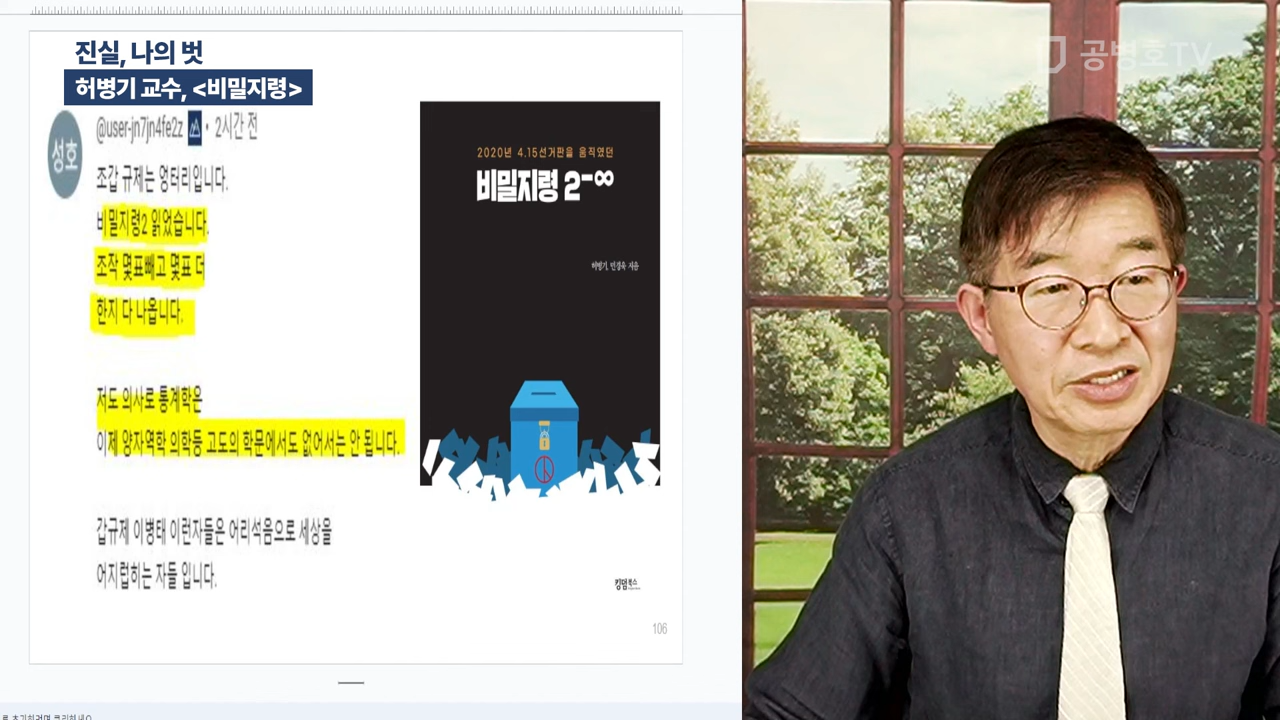 진실, 나의 벗
허병기 교수, <비밀지령>
성호
@user-jn7jn4fe2z · 2시간 전
조갑 규제는 엉터리입니다.
비밀지령2 읽었습니다.
조작 몇표빼고 몇표 더
한지 다 나옵니다.
저도 의사로 통계학은
이제 양자역학 의학등 고도의 학문에서도 없어서는 안 됩니다.
갑규제 이병태 이런자들은 어리석음으로 세상을
어지럽히는 자들 입니다.
2020년 4.15선거판을 움직였던
비밀지령 2-∞
허병기, 민경욱 지음
킹덤북스
106
공병호TV